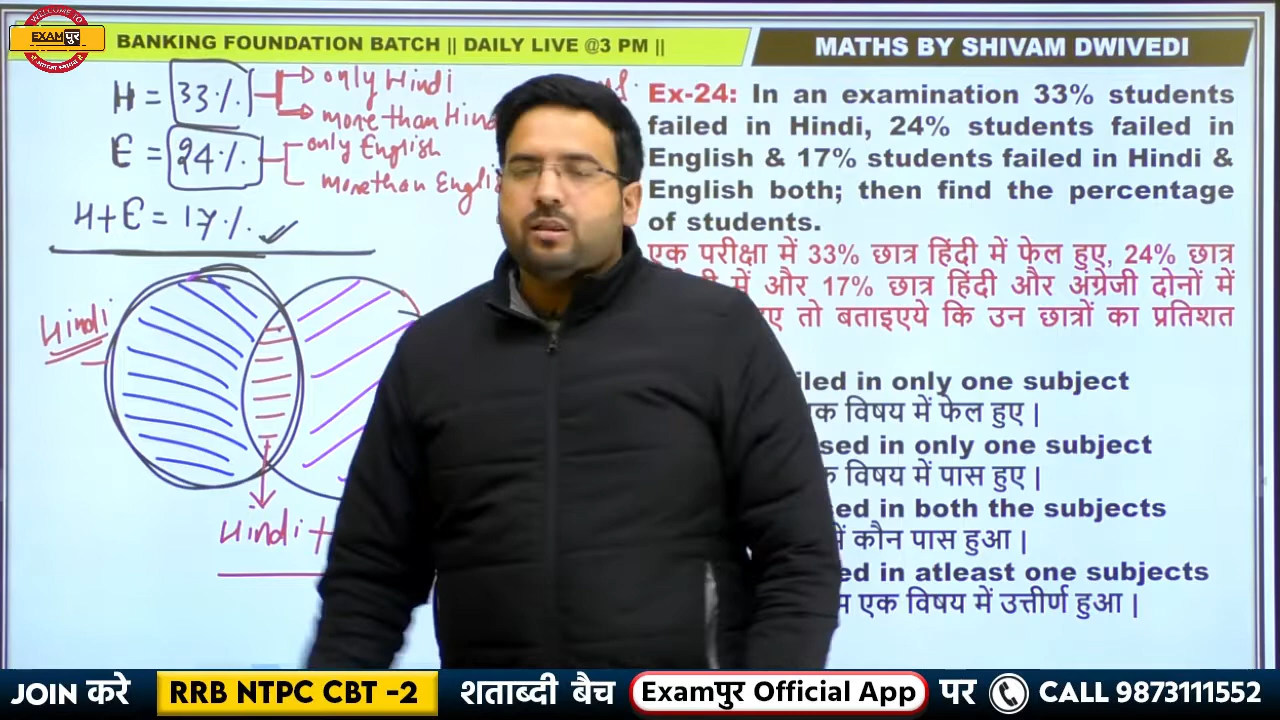 WELCOME TO
EXAMपुर
BANKING FOUNDATION BATCH || DAILY LIVE @3 PM ||
MATHS BY SHIVAM DWIVEDI
H = 33%.
only Hindi
more than Hind
E = 24%.
only English
more than Engli
H+E = 17%.
Hindi
Hindi +
Ex-24: In an examination 33% students
failed in Hindi, 24% students failed in
English & 17% students failed in Hindi &
English both; then find the percentage
of students.
एक परीक्षा में 33% छात्र हिंदी में फेल हुए, 24% छात्र
में और 17% छात्र हिंदी और अंग्रेजी दोनों में
तो बताइएये कि उन छात्रों का प्रतिशत
iled in only one subject
विषय में फेल हुए |
sed in only one subject
विषय में पास हुए |
sed in both the subjects
में कौन पास हुआ |
ed in atleast one subjects
एक विषय में उत्तीर्ण हुआ |
JOIN करे RRB NTPC CBT -2 शताब्दी बैच Examपुर Official App पर CALL 9873111552